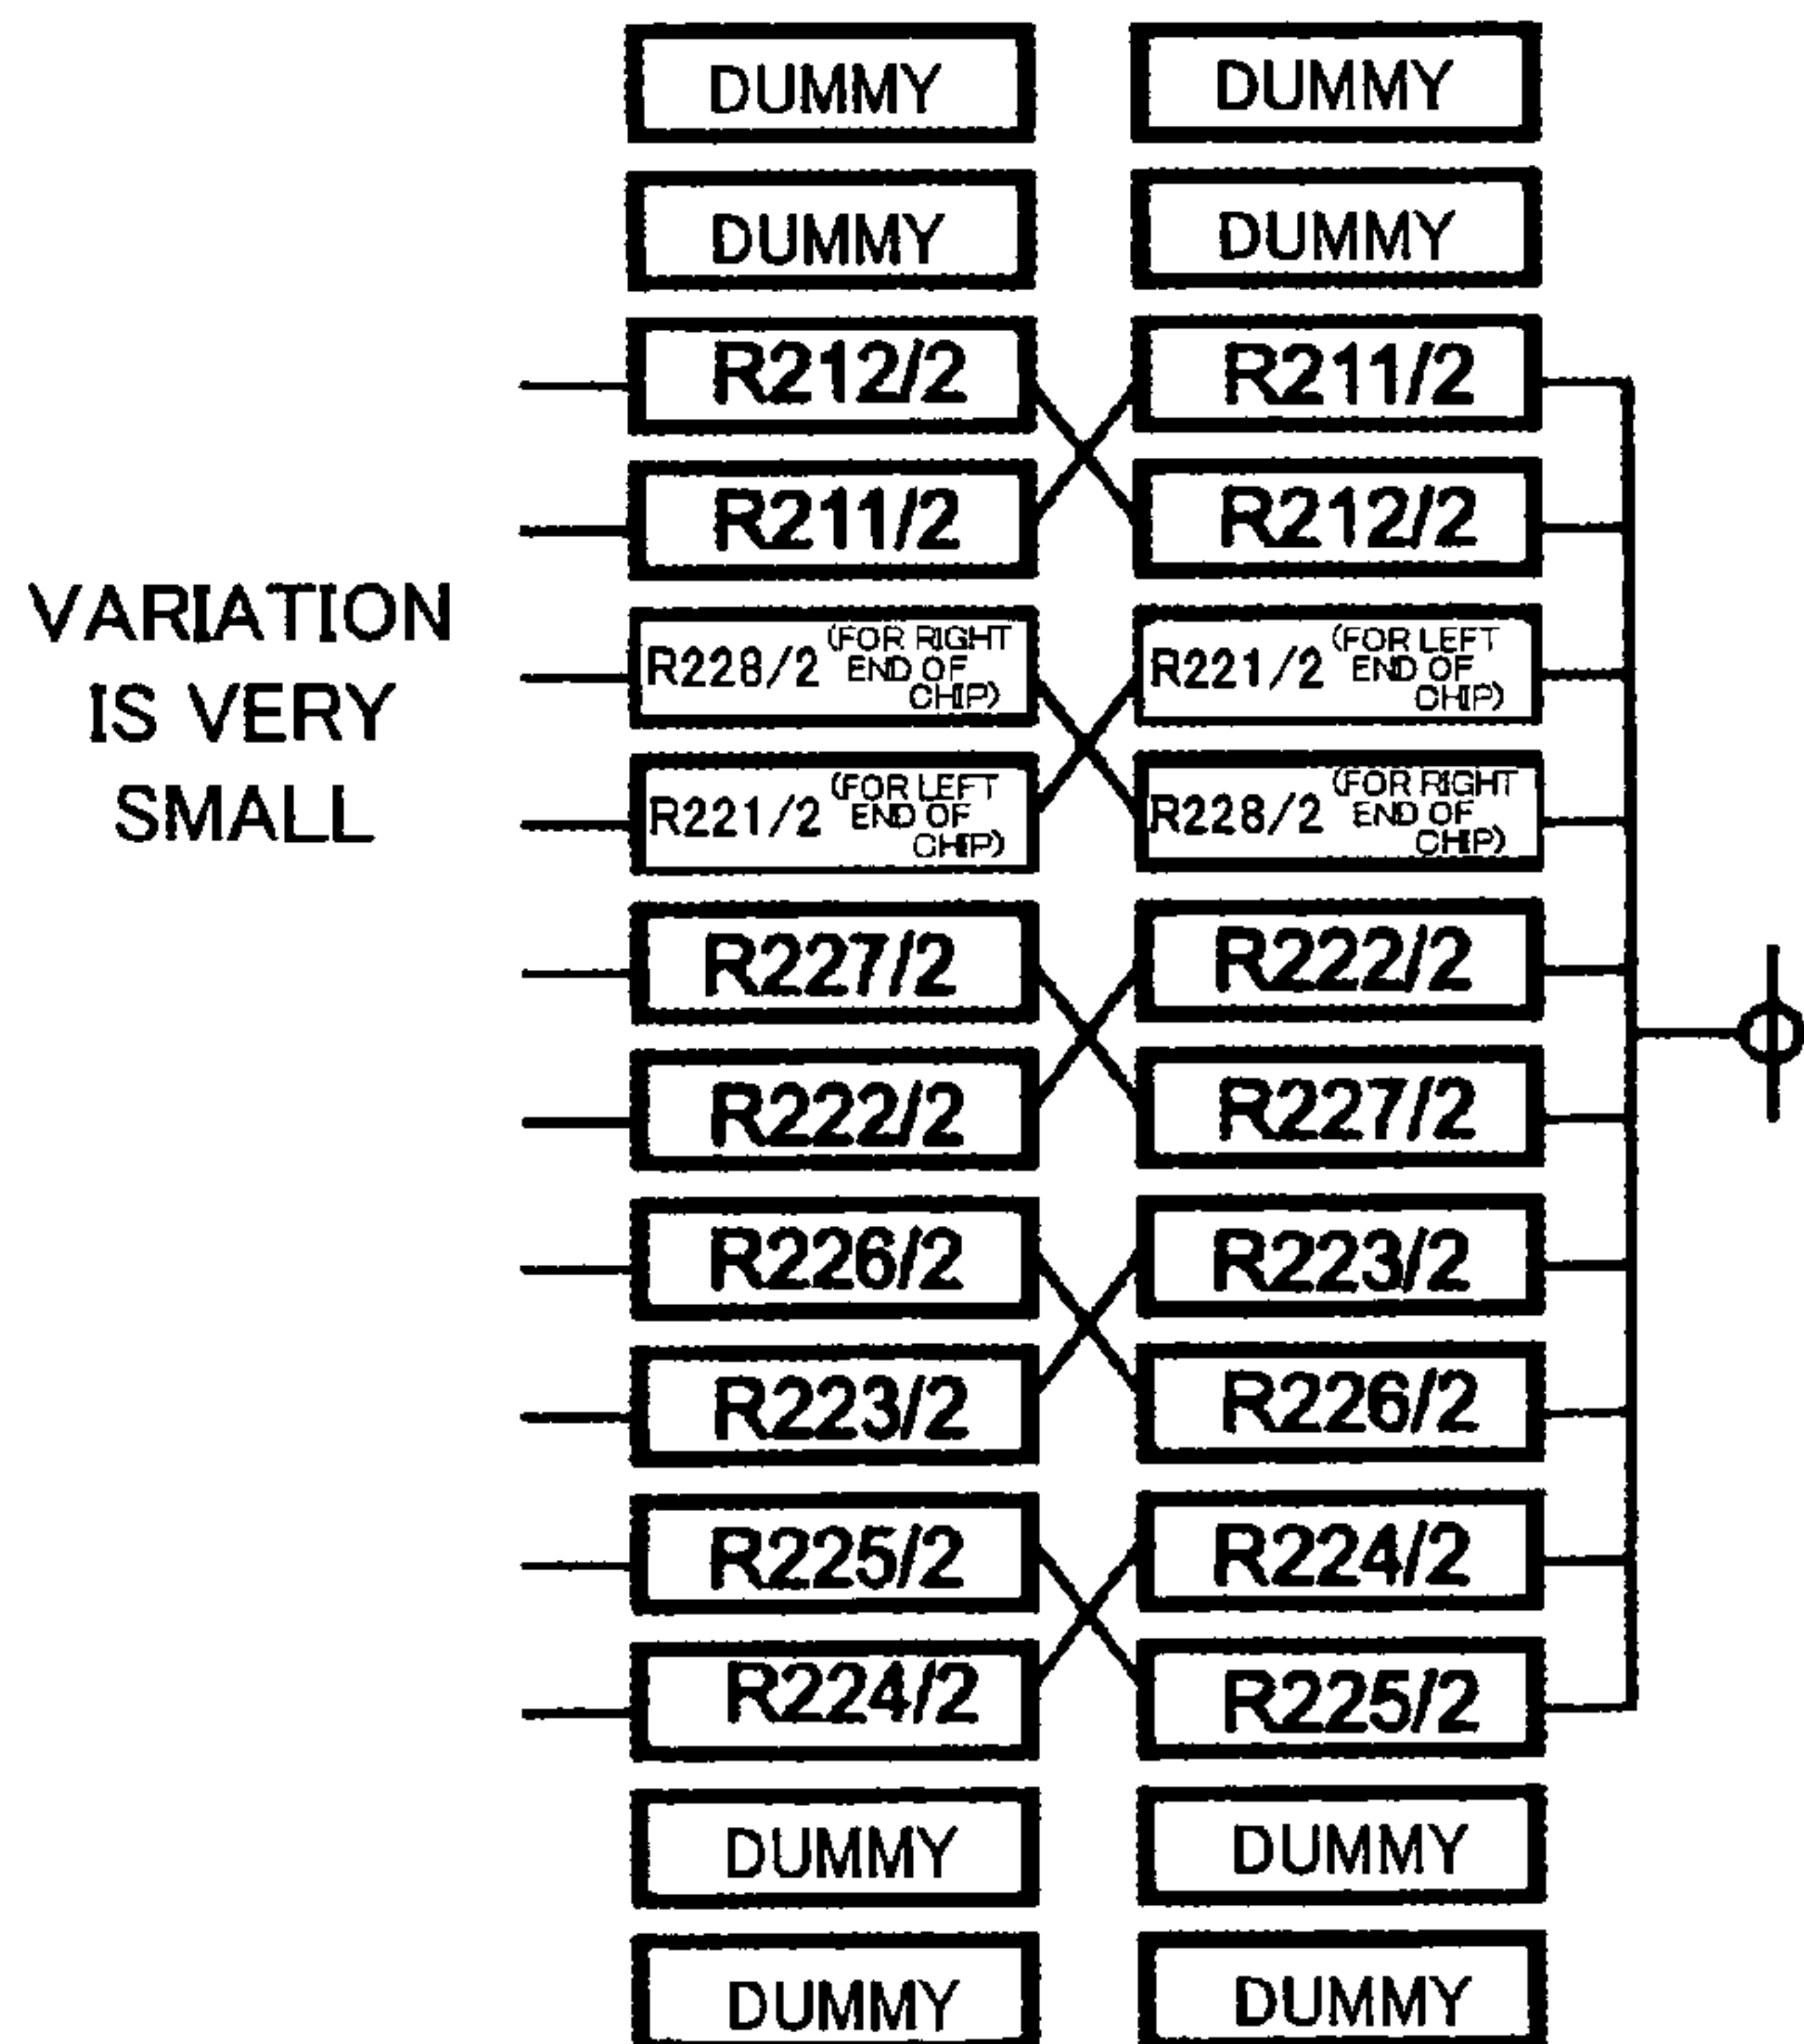 DUMMY DUMMY
DUMMY DUMMY
R212/2 R211/2
R211/2 R212/2
VARIATION
IS VERY
SMALL
R228/2 (FOR RIGHT
END OF
CHIP)
R221/2 (FOR LEFT
END OF
CHIP)
R221/2 (FOR LEFT
END OF
CHIP)
R228/2 (FOR RIGHT
END OF
CHIP)
R227/2 R222/2
R222/2 R227/2
R226/2 R223/2
R223/2 R226/2
R225/2 R224/2
R224/2 R225/2
DUMMY DUMMY
DUMMY DUMMY